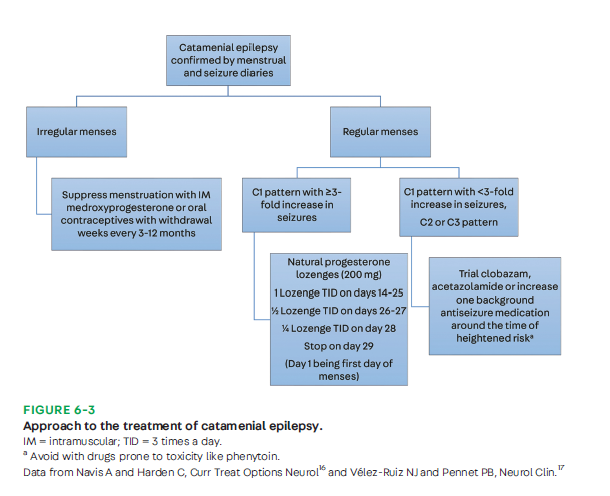 Catamenial epilepsy
confirmed by menstrual
and seizure diaries
Irregular menses
Regular menses
Suppress menstruation with IM
medroxyprogesterone or oral
contraceptives with withdrawal
weeks every 3-12 months
C1 pattern with ≥3-
fold increase in
seizures
C1 pattern with <3-fold
increase in seizures,
C2 or C3 pattern
Natural progesterone
lozenges (200 mg)
1 Lozenge TID on days 14-25
½ Lozenge TID on days 26-27
¼ Lozenge TID on day 28
Stop on day 29
(Day 1 being first day of
menses)
Trial clobazam,
acetazolamide or increase
one background
antiseizure medication
around the time of
heightened riskᵃ
FIGURE 6-3
Approach to the treatment of catamenial epilepsy.
IM = intramuscular; TID = 3 times a day.
ᵃ Avoid with drugs prone to toxicity like phenytoin.
Data from Navis A and Harden C, Curr Treat Options Neurol¹⁶ and Vélez-Ruiz NJ and Pennet PB, Neurol Clin.¹⁷